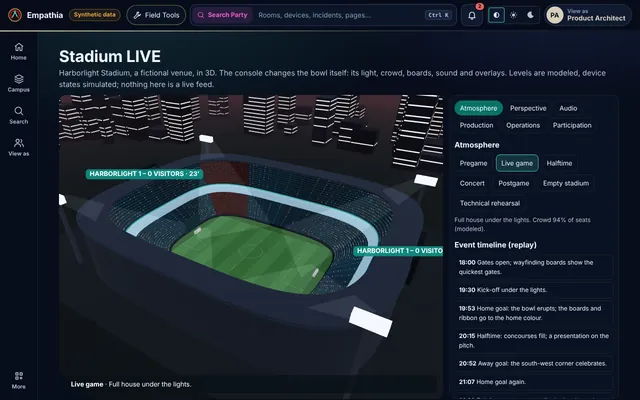 Empathia
Synthetic data
Field Tools
Search Party
Rooms, devices, incidents, pages...
Ctrl K
2
PA
View as
Product Architect
Home
Campus
Search
View as
More
Stadium LIVE
Harborlight Stadium, a fictional venue, in 3D. The console changes the bowl itself: its light, crowd, boards, sound and overlays. Levels are modeled, device
states simulated; nothing here is a live feed.
HARBORLIGHT 1 – 0 VISITORS · 23'
HARBORLIGHT 1 – 0 VISITO
Live game · Full house under the lights.
Atmosphere
Perspective
Audio
Production
Operations
Participation
Atmosphere
Pregame
Live game
Halftime
Concert
Postgame
Empty stadium
Technical rehearsal
Full house under the lights. Crowd 94% of seats
(modeled).
Event timeline (replay)
18:00 Gates open; wayfinding boards show the
quickest gates.
19:30 Kick-off under the lights.
19:53 Home goal: the bowl erupts; the boards and
ribbon go to the home colour.
20:15 Halftime: concourses fill; a presentation on the
pitch.
20:52 Away goal: the south-west corner celebrates.
21:07 Home goal again.